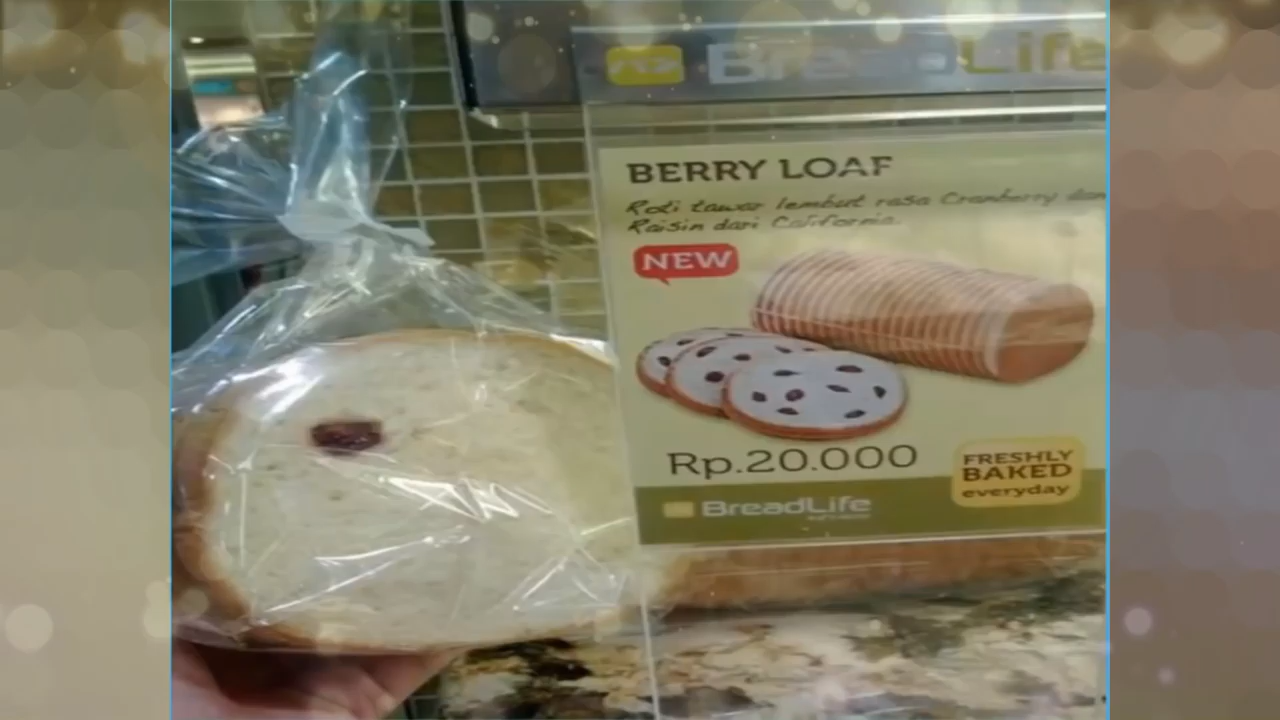 BreadLife
BERRY LOAF
Roti tawar lembut rasa Cranberry dan
Raisin dari California.
NEW
Rp.20.000
FRESHLY
BAKED
everyday
BreadLife